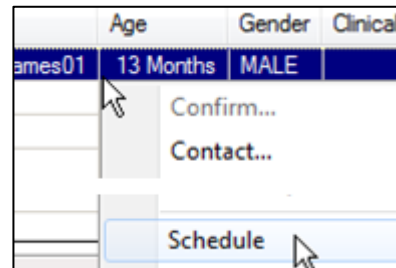 Age Gender Clinical
ames01 13 Months MALE
Confirm...
Contact...
Schedule